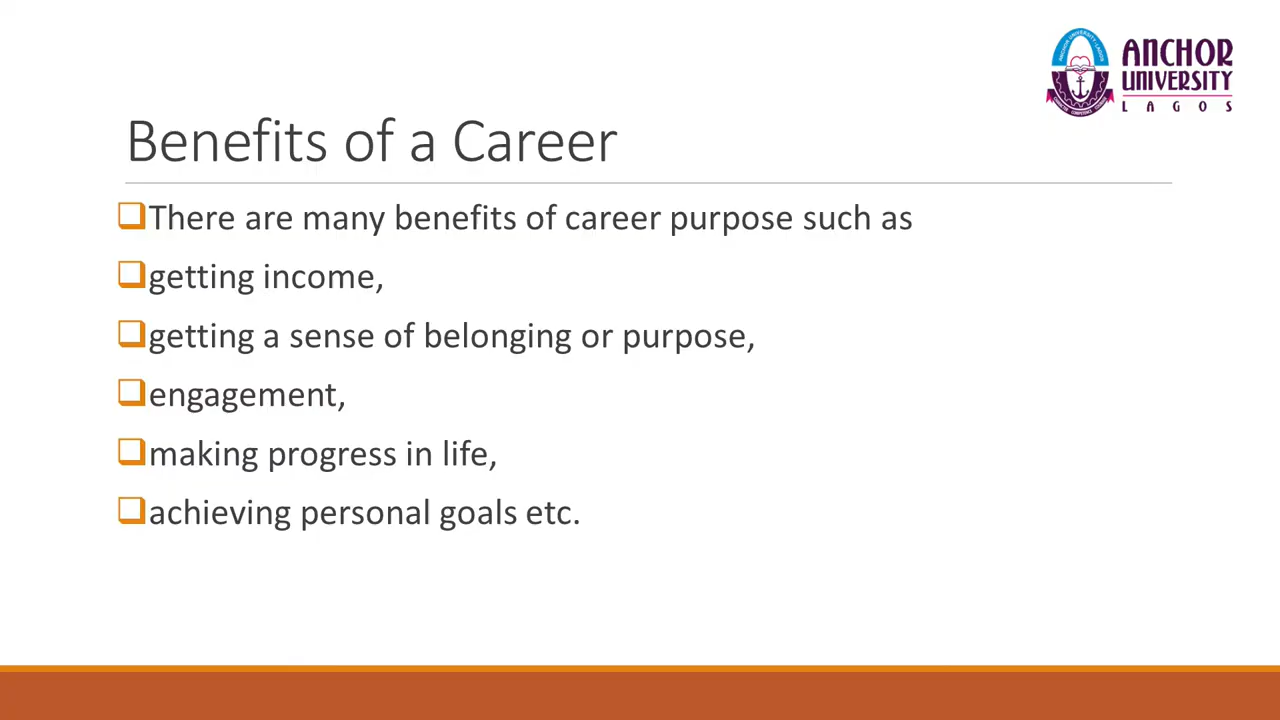 ANCHOR
UNIVERSITY
LAGOS
Benefits of a Career
There are many benefits of career purpose such as
getting income,
getting a sense of belonging or purpose,
engagement,
making progress in life,
achieving personal goals etc.